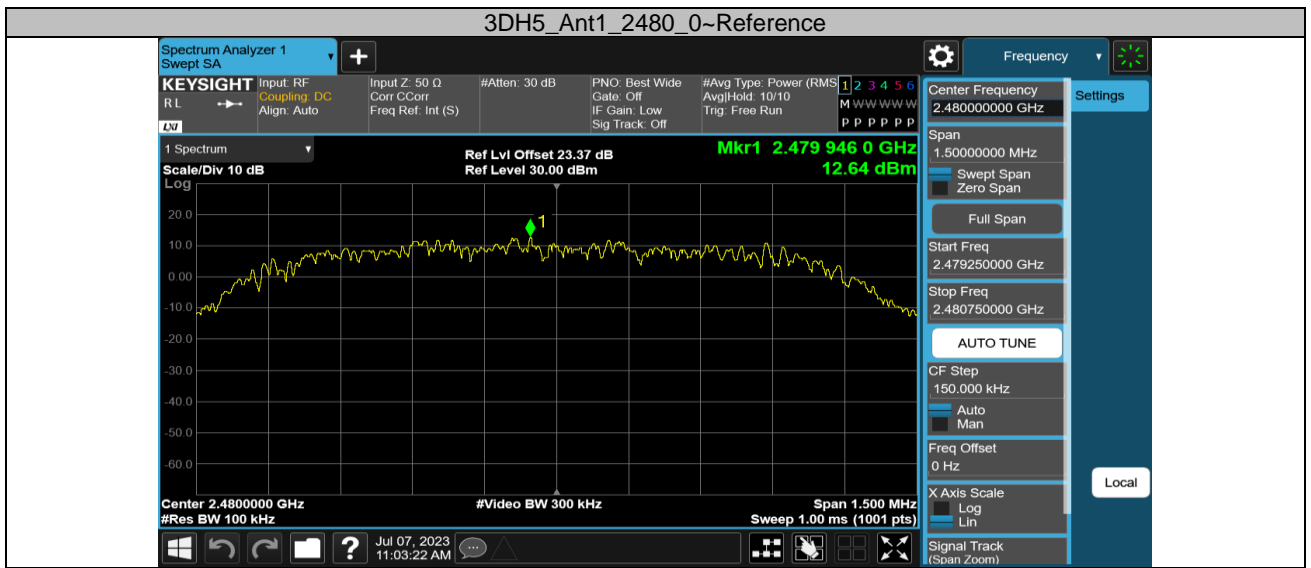 3DH5_Ant1_2480_0~Reference
Spectrum Analyzer 1
Swept SA
Frequency
KEYSIGHT
RL
LXI
Input: RF
Coupling: DC
Align: Auto
Input Z: 50 Ω
Corr CCorr
Freq Ref: Int (S)
#Atten: 30 dB
PNO: Best Wide
Gate: Off
IF Gain: Low
Sig Track: Off
#Avg Type: Power (RMS
Avg|Hold: 10/10
Trig: Free Run
1 2 3 4 5 6
M W W W W W
P P P P P P
1 Spectrum
Scale/Div 10 dB
Log
Ref Lvl Offset 23.37 dB
Ref Level 30.00 dBm
Mkr1 2.479 946 0 GHz
12.64 dBm
1
20.0
10.0
0.00
-10.0
-20.0
-30.0
-40.0
-50.0
-60.0
Center 2.4800000 GHz
#Res BW 100 kHz
#Video BW 300 kHz
Span 1.500 MHz
Sweep 1.00 ms (1001 pts)
Center Frequency
2.480000000 GHz
Span
1.50000000 MHz
Swept Span
Zero Span
Full Span
Start Freq
2.479250000 GHz
Stop Freq
2.480750000 GHz
AUTO TUNE
CF Step
150.000 kHz
Auto
Man
Freq Offset
0 Hz
X Axis Scale
Log
Lin
Signal Track
(Span Zoom)
Settings
Local
?
Jul 07, 2023
11:03:22 AM